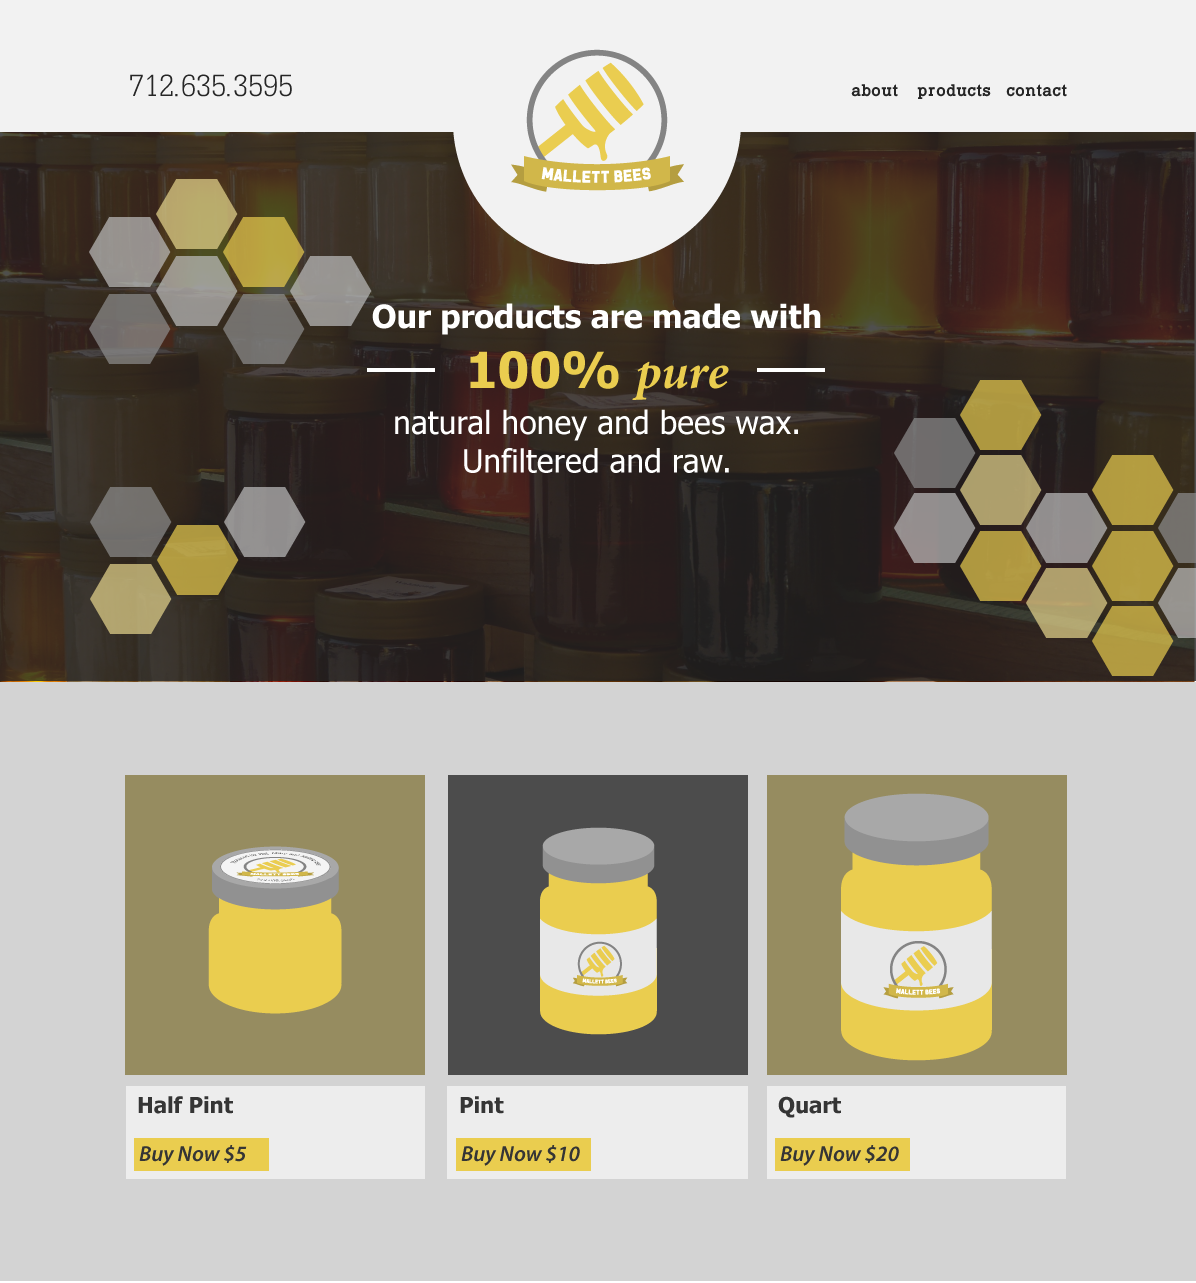 712.635.3595
about products contact
MALLETT BEES
Our products are made with
100% pure
natural honey and bees wax.
Unfiltered and raw.
MALLETT BEES
MALLETT BEES
MALLETT BEES
Half Pint
Pint
Quart
Buy Now $5
Buy Now $10
Buy Now $20